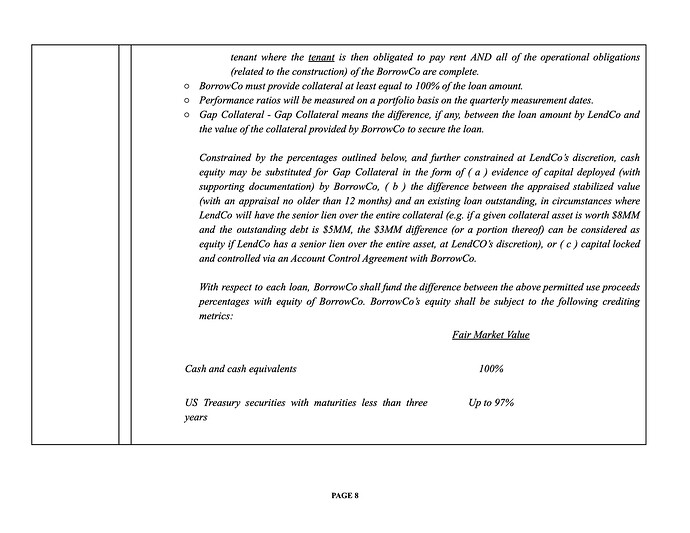 tenant where the tenant is then obligated to pay rent AND all of the operational obligations
(related to the construction) of the BorrowCo are complete.
○ BorrowCo must provide collateral at least equal to 100% of the loan amount.
○ Performance ratios will be measured on a portfolio basis on the quarterly measurement dates.
○ Gap Collateral - Gap Collateral means the difference, if any, between the loan amount by LendCo and
the value of the collateral provided by BorrowCo to secure the loan.
Constrained by the percentages outlined below, and further constrained at LendCo's discretion, cash
equity may be substituted for Gap Collateral in the form of ( a ) evidence of capital deployed (with
supporting documentation) by BorrowCo, ( b ) the difference between the appraised stabilized value
(with an appraisal no older than 12 months) and an existing loan outstanding, in circumstances where
LendCo will have the senior lien over the entire collateral (e.g. if a given collateral asset is worth $8MM
and the outstanding debt is $5MM, the $3MM difference (or a portion thereof) can be considered as
equity if LendCo has a senior lien over the entire asset, at LendCO's discretion), or ( c ) capital locked
and controlled via an Account Control Agreement with BorrowCo.
With respect to each loan, BorrowCo shall fund the difference between the above permitted use proceeds
percentages with equity of BorrowCo. BorrowCo's equity shall be subject to the following crediting
metrics:
Fair Market Value
Cash and cash equivalents 100%
US Treasury securities with maturities less than three Up to 97%
years
PAGE 8